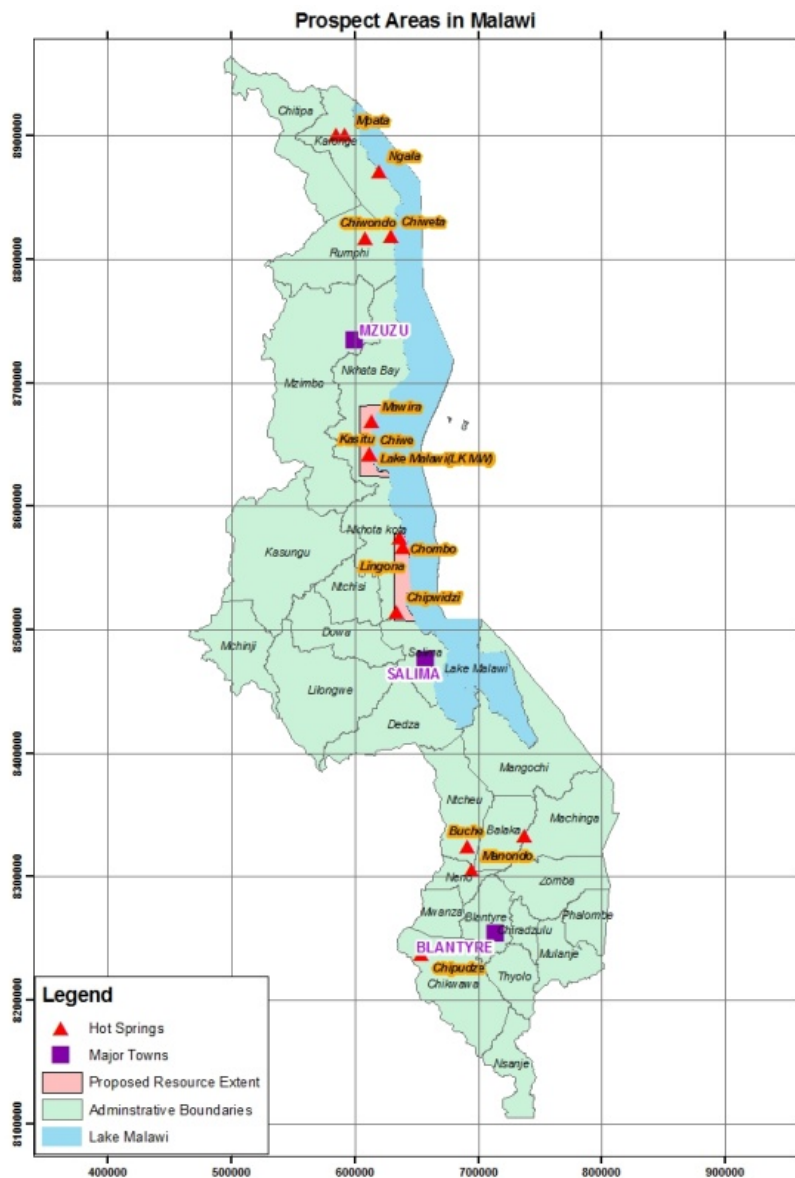 Prospect Areas in Malawi
8900000
8800000
8700000
8600000
8500000
8400000
8300000
8200000
8100000
Chitipa
Mpata
Karonga
Ngala
Chiwondo
Chiweta
Rumphi
MZUZU
Nkhata Bay
Mzimba
Mawira
Kasitu
Chiwe
Lake Malawi(LK MW)
Nkhota kota
Kasungu
Chombo
Lingona
Ntchisi
Chipwidzi
Dowa
Mchinji
Salima
Lake Malawi
SALIMA
Lilongwe
Dedza
Mangochi
Ntcheu
Machinga
Bucho
Balaka
Manondo
Neno
Zomba
Mwanza
Blantyre
Phalombe
Chiradzulu
BLANTYRE
Mulanje
Chipudze
Thyolo
Chikwawa
Nsanje
Legend
Hot Springs
Major Towns
Proposed Resource Extent
Adminstrative Boundaries
Lake Malawi
400000
500000
600000
700000
800000
900000